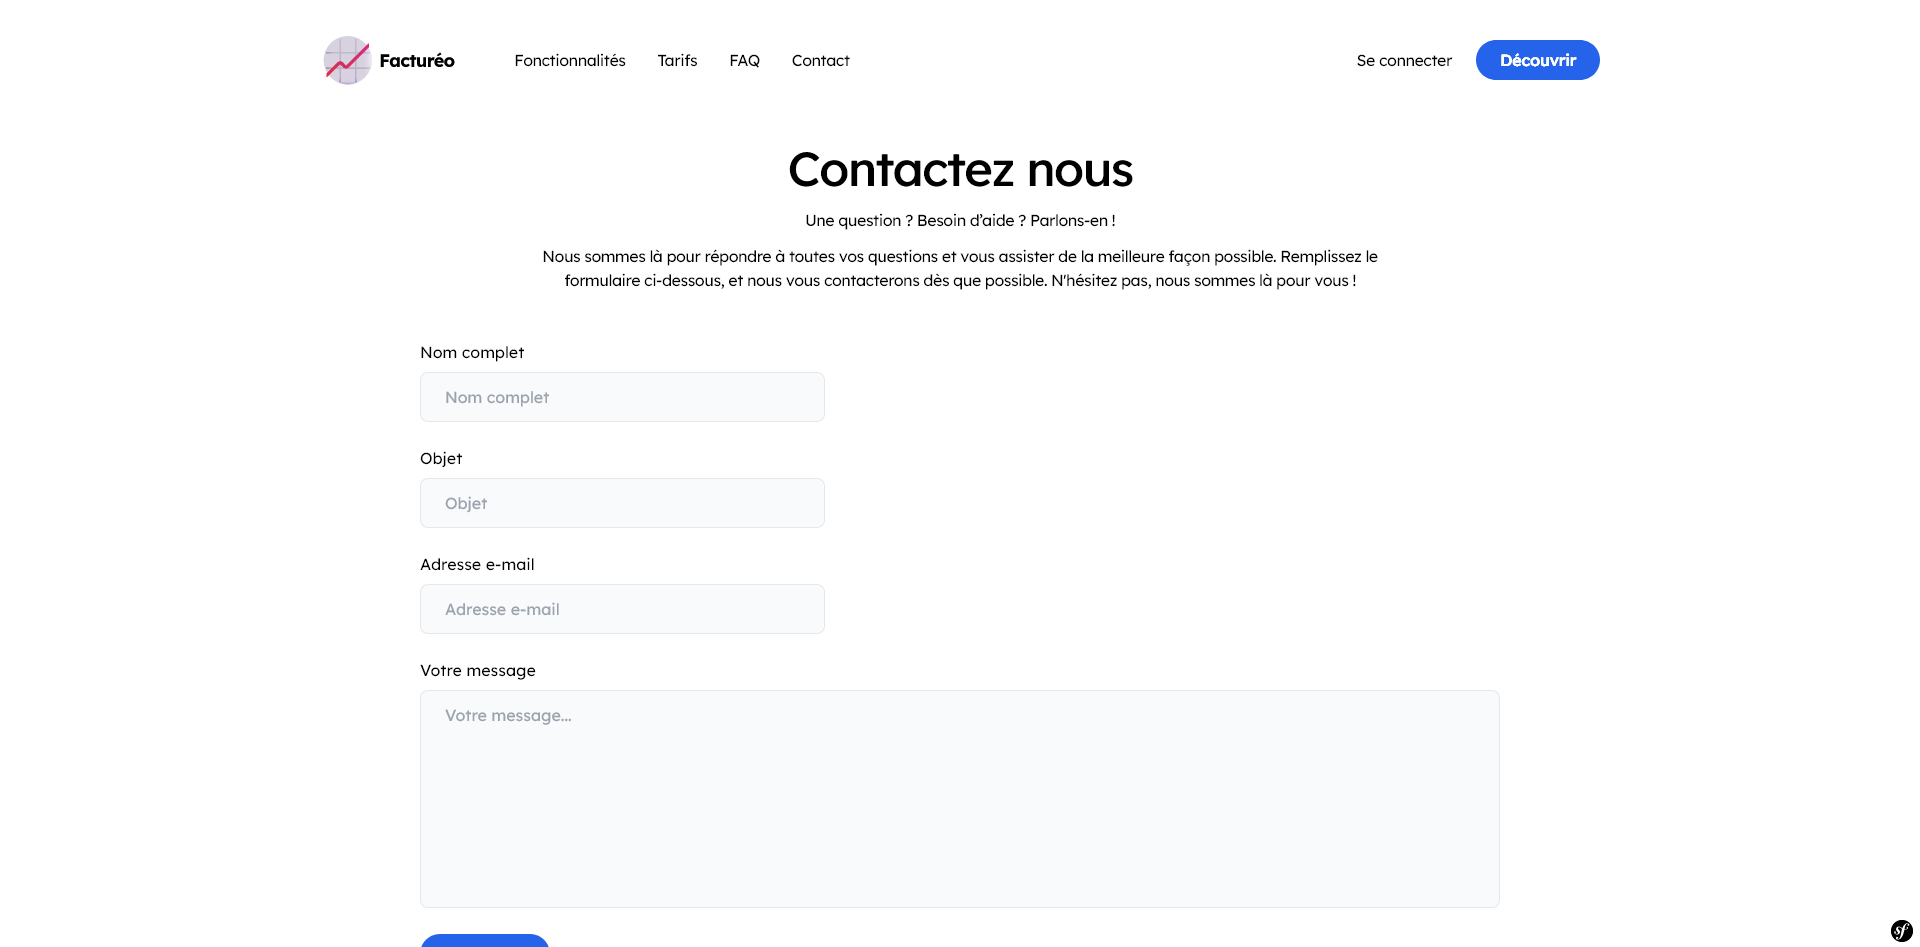 Facturéo
Fonctionnalités
Tarifs
FAQ
Contact
Se connecter
Découvrir
Contactez nous
Une question ? Besoin d’aide ? Parlons-en !
Nous sommes là pour répondre à toutes vos questions et vous assister de la meilleure façon possible. Remplissez le
formulaire ci-dessous, et nous vous contacterons dès que possible. N'hésitez pas, nous sommes là pour vous !
Nom complet
Nom complet
Objet
Objet
Adresse e-mail
Adresse e-mail
Votre message
Votre message...
sf